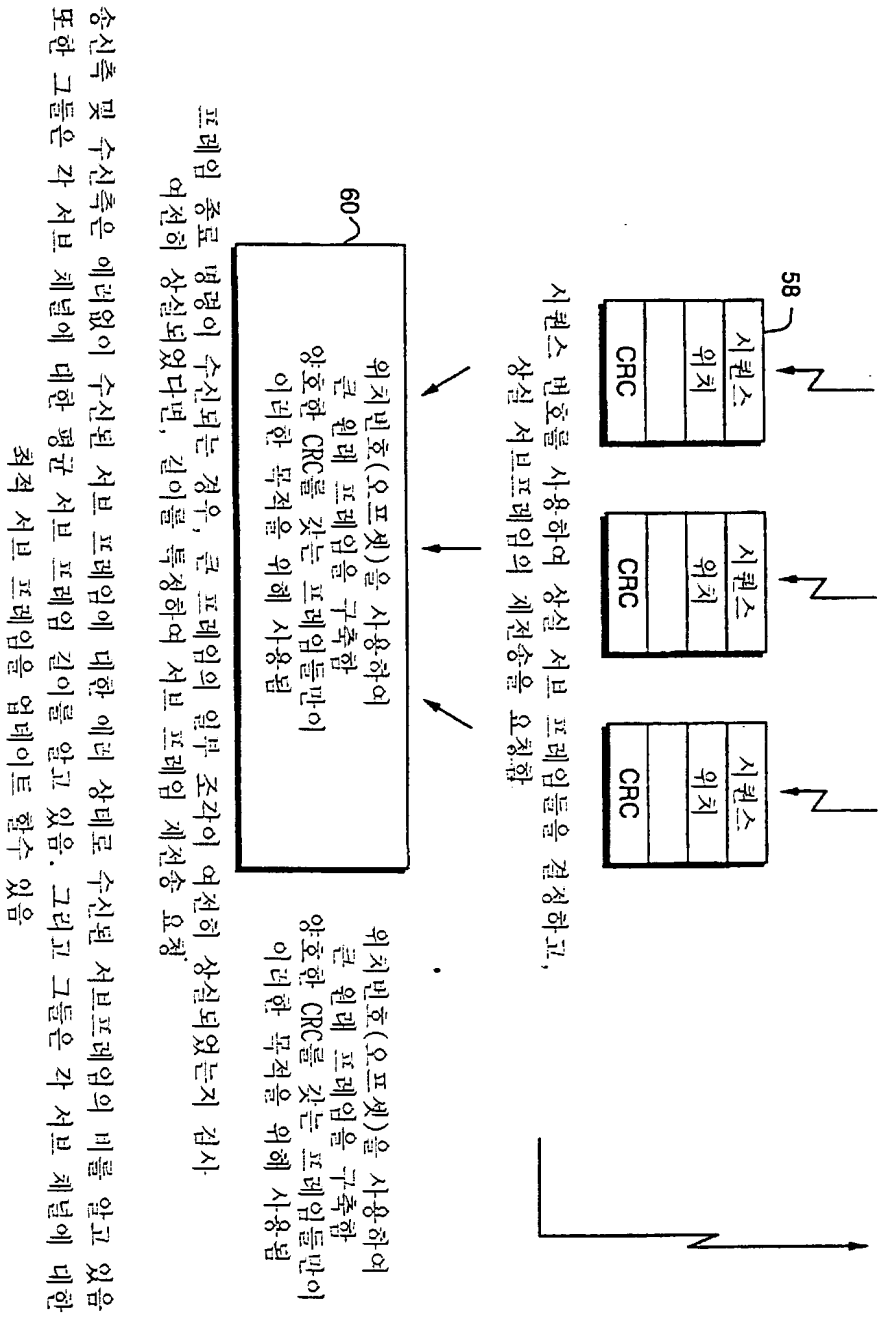 58
시퀀스
위치
CRC
시퀀스
위치
CRC
시퀀스
위치
CRC
시퀀스 번호를 사용하여 상실 서브 프레임들을 결정하고,
상실 서브프레임의 재전송을 요청함
60
위치번호(오프셋)을 사용하여
큰 원래 프레임을 구축함
양호한 CRC를 갖는 프레임들만이
이러한 목적을 위해 사용됨
위치번호(오프셋)을 사용하여
큰 원래 프레임을 구축함
양호한 CRC를 갖는 프레임들만이
이러한 목적을 위해 사용됨
프레임 종료 명령이 수신되는 경우, 큰 프레임의 일부 조각이 여전히 상실되었는지 검사
여전히 상실되었다면, 길이를 특정하여 서브 프레임 재전송 요청
송신측 및 수신측은 에러없이 수신된 서브 프레임에 대한 에러 상태로 수신된 서브프레임의 비를 알고 있음
또한 그들은 각 서브 채널에 대한 평균 서브 프레임 길이를 알고 있음. 그리고 그들은 각 서브 채널에 대한
최적 서브 프레임을 업데이트 할수 있음